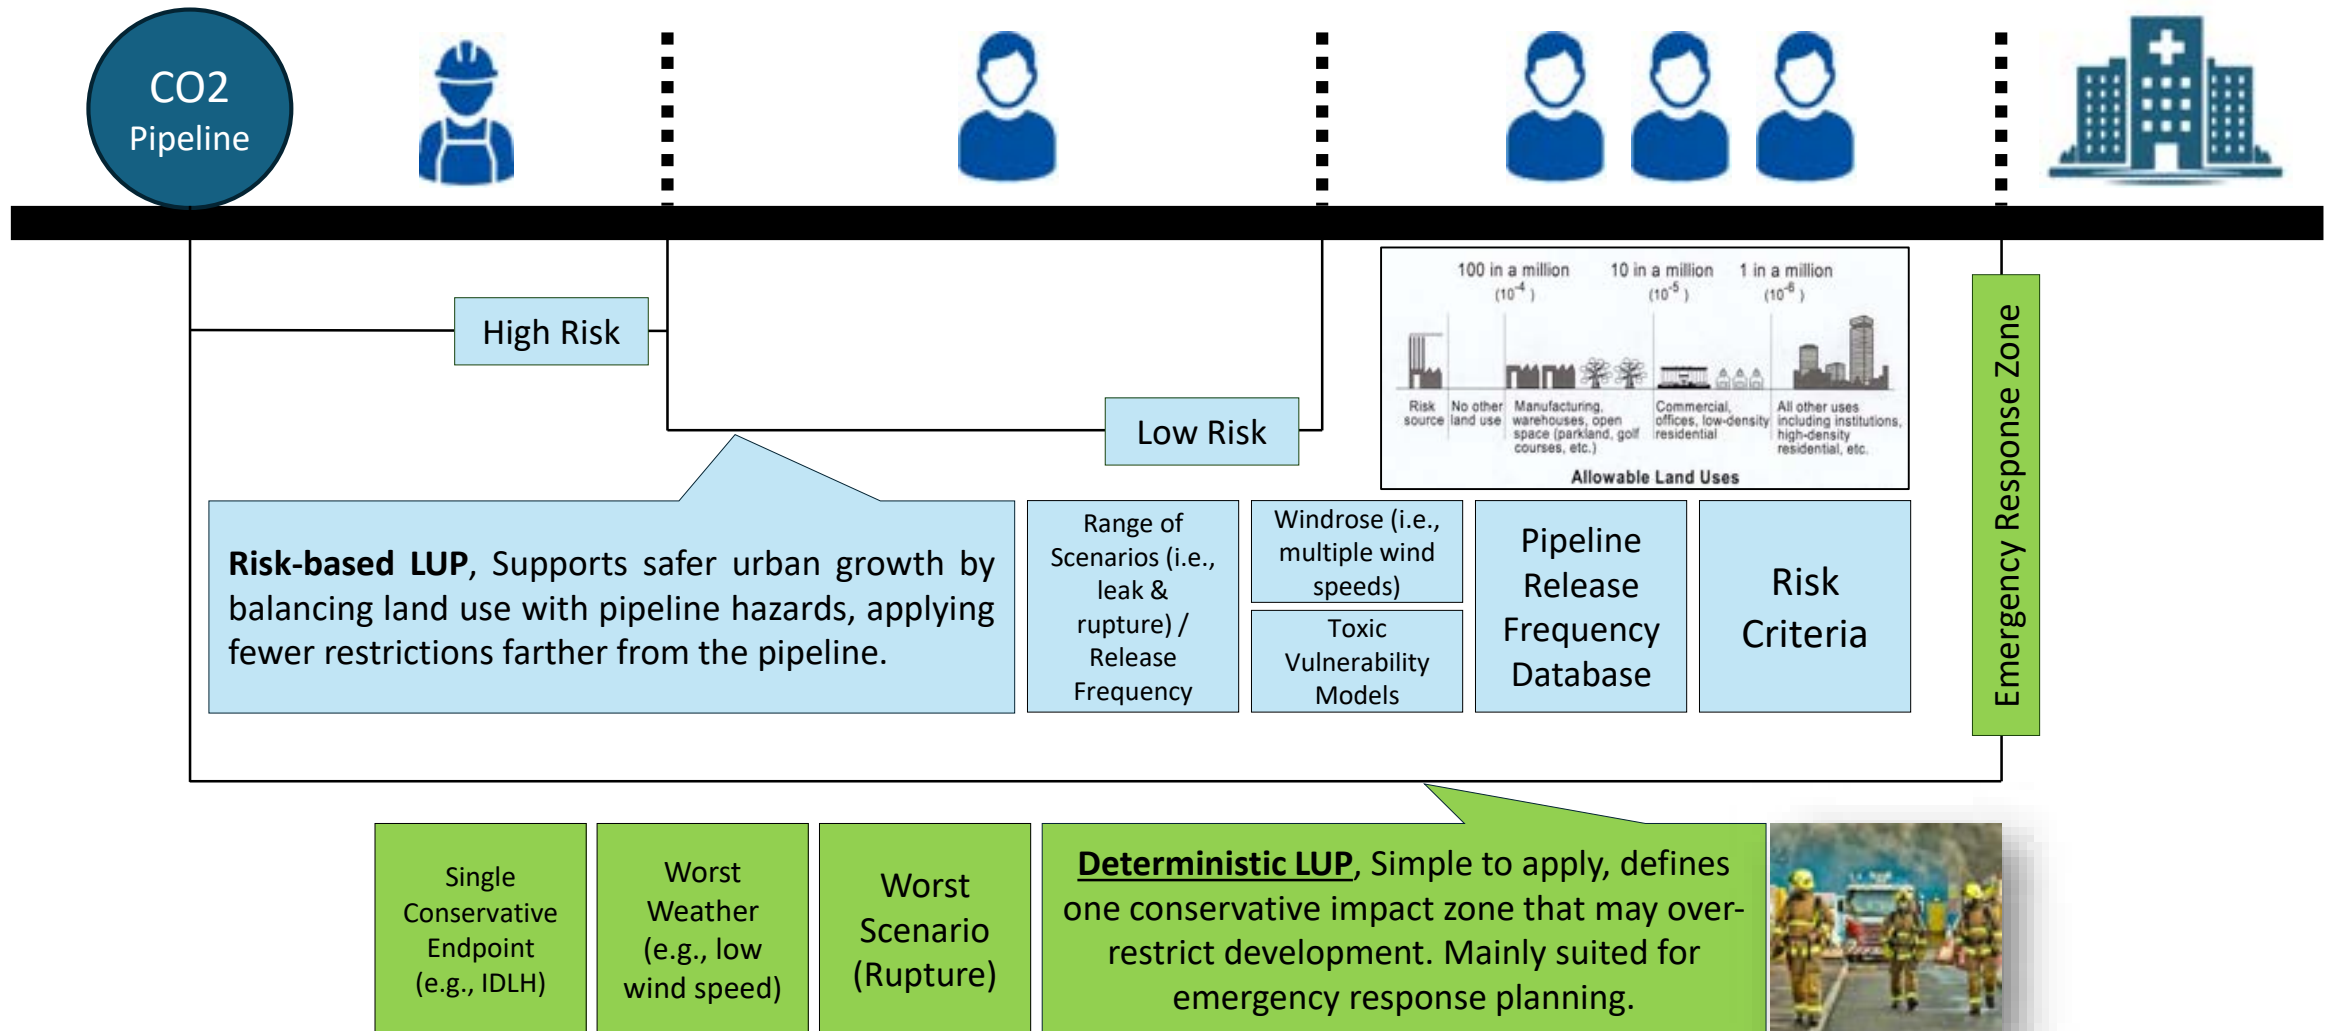 CO2
Pipeline
High Risk
Low Risk
100 in a million
(10-4 )
10 in a million
(10-5 )
1 in a million
(10-6 )
Risk
source
No other
land use
Manufacturing,
warehouses, open
space (parkland, golf
courses, etc.)
Commercial,
offices, low-density
residential
All other uses
including institutions,
high-density
residential, etc.
Allowable Land Uses
Emergency Response Zone
Risk-based LUP, Supports safer urban growth by
balancing land use with pipeline hazards, applying
fewer restrictions farther from the pipeline.
Range of
Scenarios (i.e.,
leak &
rupture) /
Release
Frequency
Windrose (i.e.,
multiple wind
speeds)
Toxic
Vulnerability
Models
Pipeline
Release
Frequency
Database
Risk
Criteria
Single
Conservative
Endpoint
(e.g., IDLH)
Worst
Weather
(e.g., low
wind speed)
Worst
Scenario
(Rupture)
Deterministic LUP, Simple to apply, defines
one conservative impact zone that may over-
restrict development. Mainly suited for
emergency response planning.